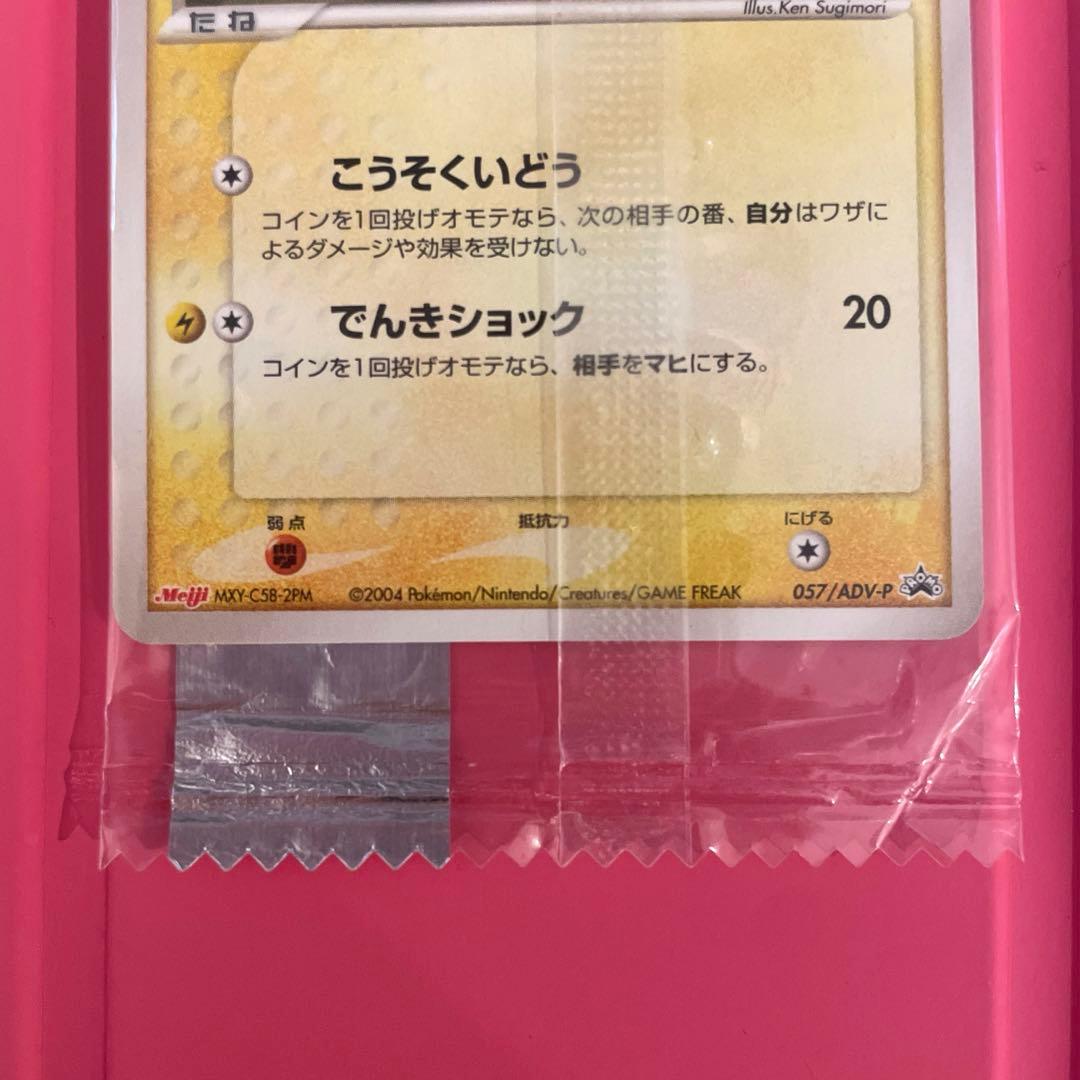 たね
Illus.Ken Sugimori
こうそくいどう
コインを1回投げオモテなら、次の相手の番、自分はワザに
よるダメージや効果を受けない。
でんきショック 20
コインを1回投げオモテなら、相手をマヒにする。
弱点 抵抗力 にげる
Meiji MXY-C58-2PM ©2004 Pokémon/Nintendo/Creatures/GAME FREAK 057/ADV-P PROMO